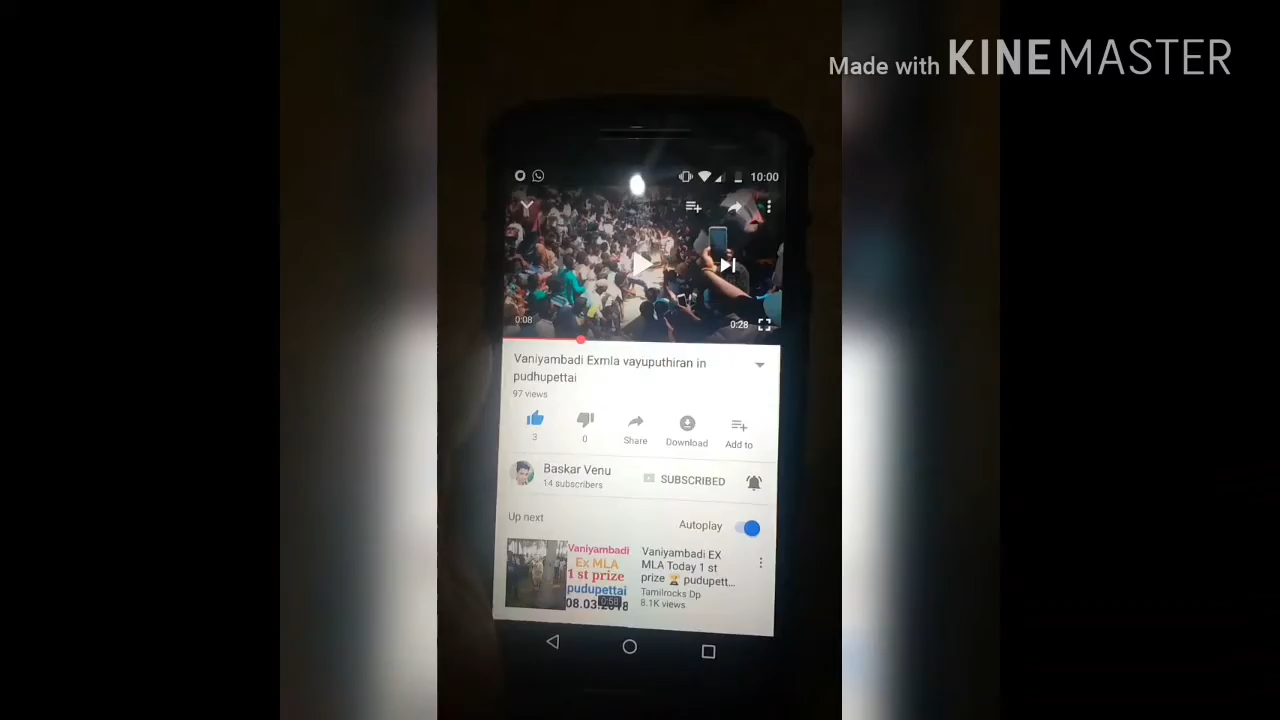 Made with KINEMASTER
10:00
0:08
0:28
Vaniyambadi Exmla vayuputhiran in
pudhupettai
97 views
3
0
Share
Download
Add to
Baskar Venu
14 subscribers
SUBSCRIBED
Up next
Autoplay
Vaniyambadi
Ex MLA
1 st prize
pudupettai
08.03.2018
0:58
Vaniyambadi EX
MLA Today 1 st
prize 🏆 pudupett...
Tamilrocks Dp
8.1K views